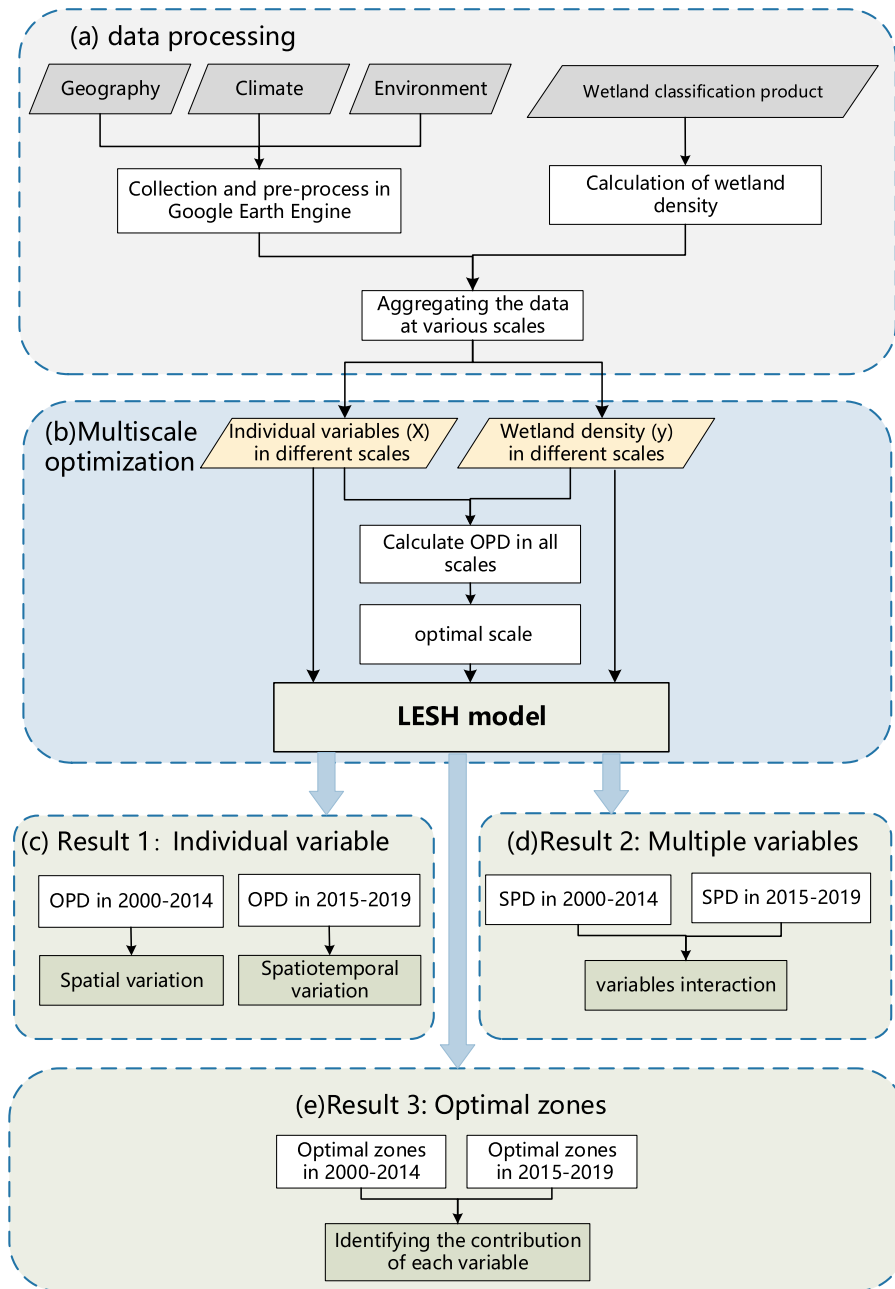 (a) data processing
Geography
Climate
Environment
Wetland classification product
Collection and pre-process in
Google Earth Engine
Calculation of wetland
density
Aggregating the data
at various scales
(b)Multiscale
optimization
Individual variables (X)
in different scales
Wetland density (y)
in different scales
Calculate OPD in all
scales
optimal scale
LESH model
(c) Result 1: Individual variable
OPD in 2000-2014
OPD in 2015-2019
Spatial variation
Spatiotemporal
variation
(d)Result 2: Multiple variables
SPD in 2000-2014
SPD in 2015-2019
variables interaction
(e)Result 3: Optimal zones
Optimal zones
in 2000-2014
Optimal zones
in 2015-2019
Identifying the contribution
of each variable